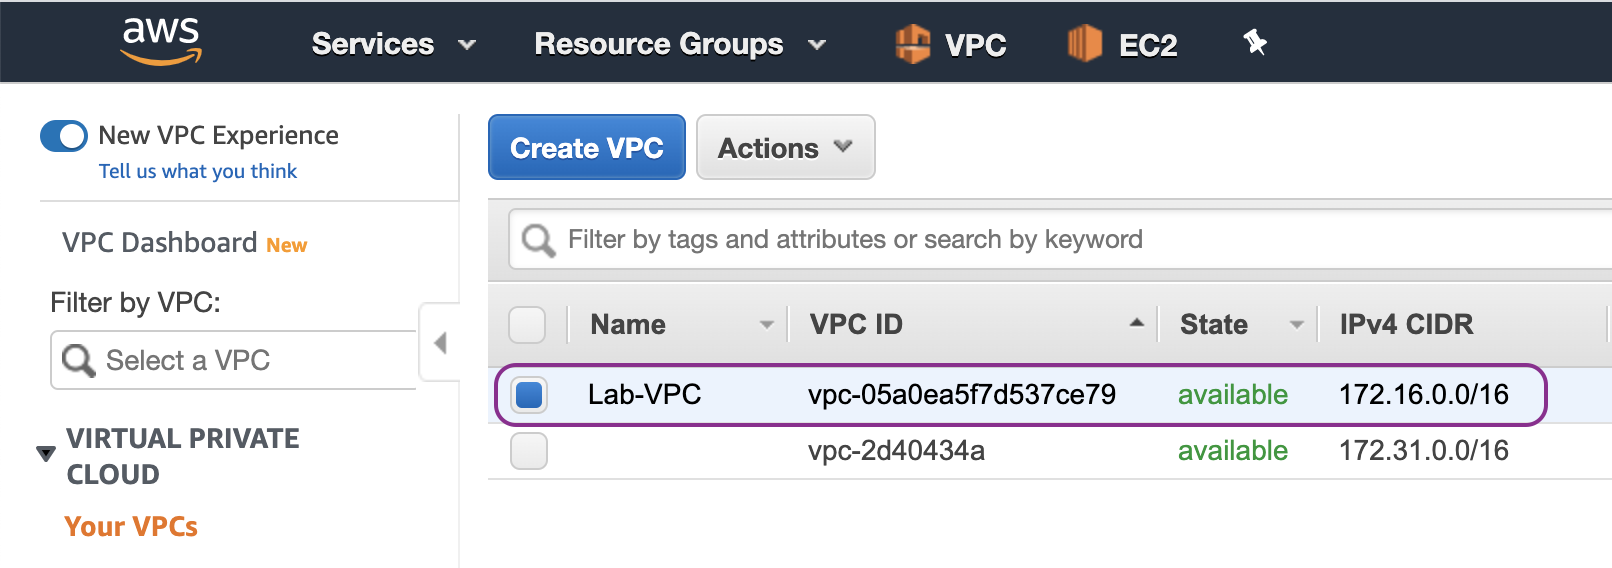 aws Services Resource Groups VPC EC2
New VPC Experience
Tell us what you think
VPC Dashboard New
Filter by VPC:
Select a VPC
VIRTUAL PRIVATE
CLOUD
Your VPCs
Create VPC Actions
Filter by tags and attributes or search by keyword
Name VPC ID State IPv4 CIDR
Lab-VPC vpc-05a0ea5f7d537ce79 available 172.16.0.0/16
vpc-2d40434a available 172.31.0.0/16